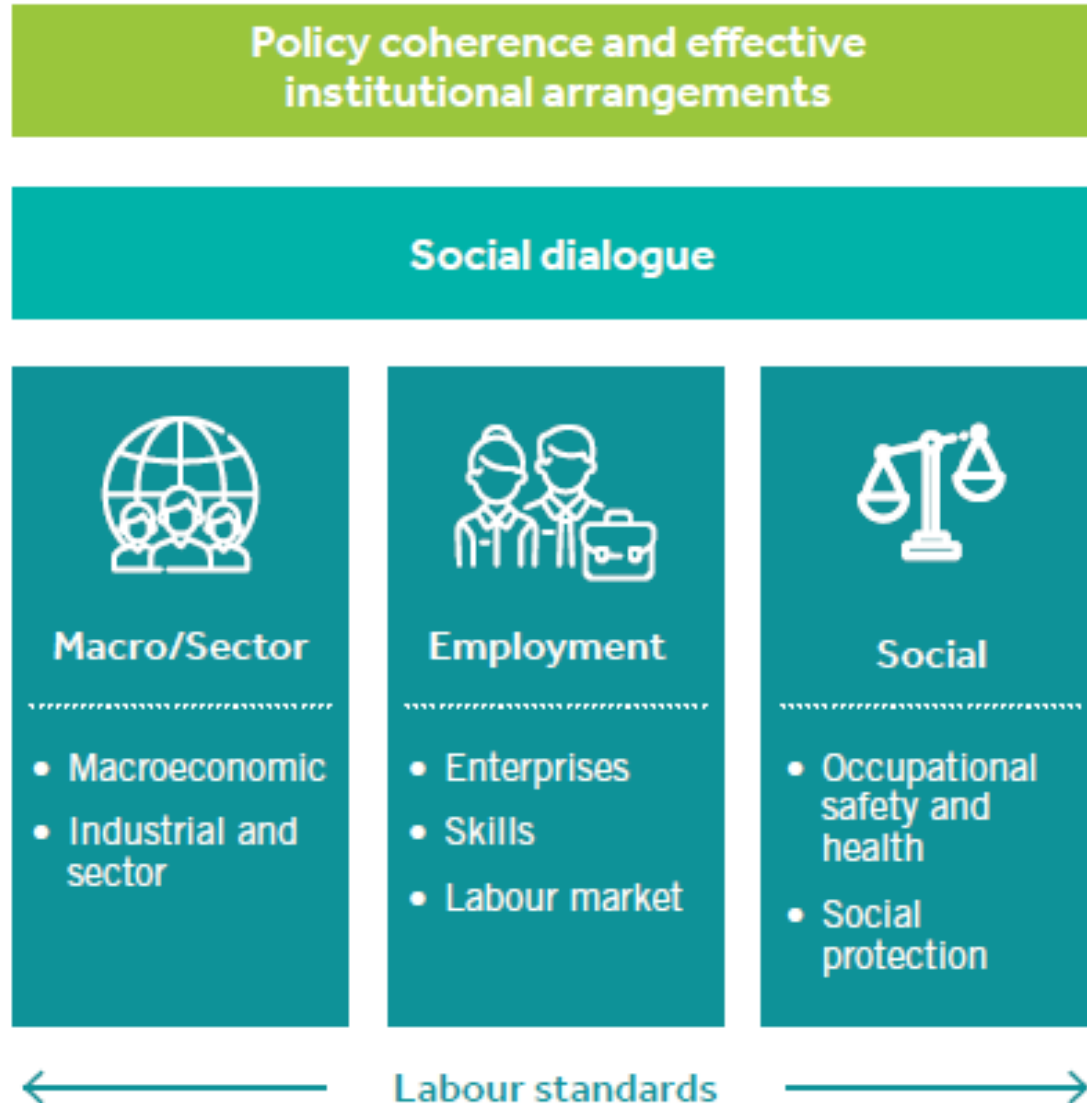 Policy coherence and effective
institutional arrangements
Social dialogue
Macro/Sector
• Macroeconomic
• Industrial and
sector
Employment
• Enterprises
• Skills
• Labour market
Social
• Occupational
safety and
health
• Social
protection
Labour standards